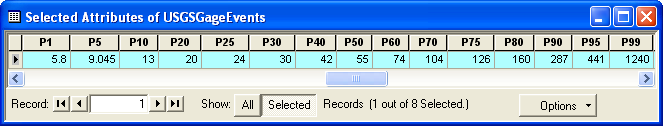 Selected Attributes of USGSGageEvents
P1 P5 P10 P20 P25 P30 P40 P50 P60 P70 P75 P80 P90 P95 P99
5.8 9.045 13 20 24 30 42 55 74 104 126 160 287 441 1240
Record: 1 Show: All Selected Records (1 out of 8 Selected.) Options